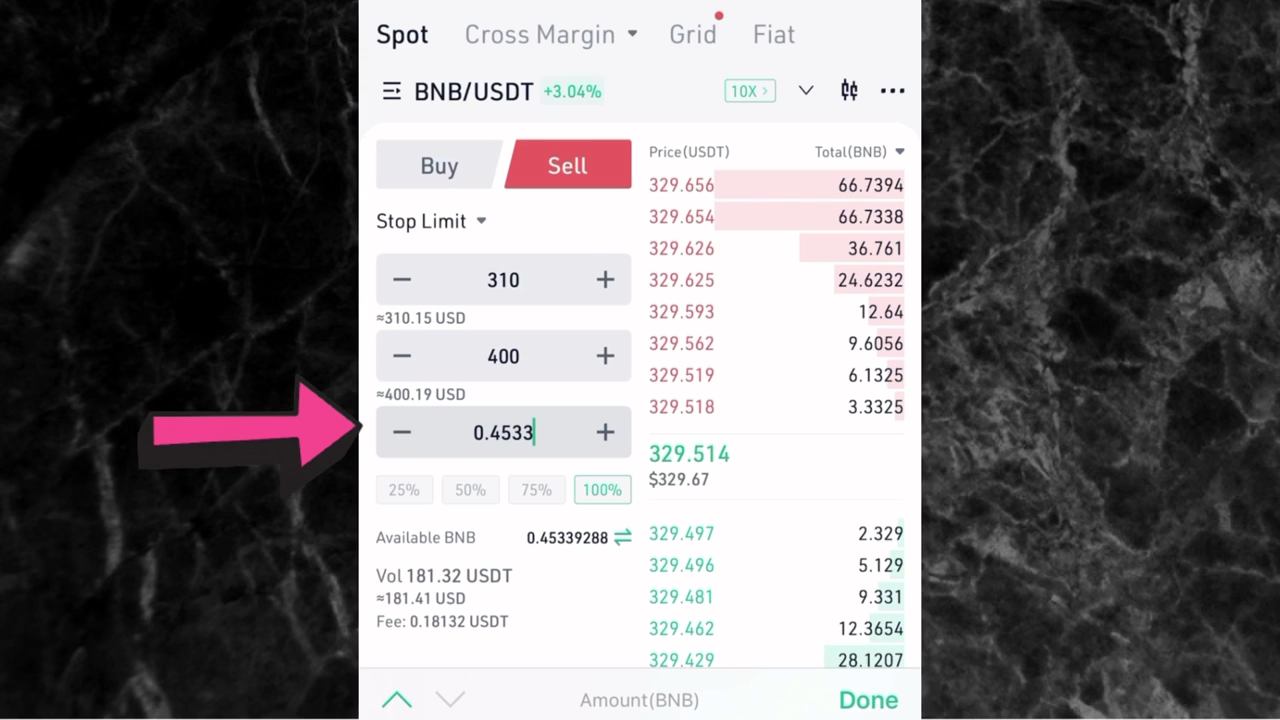 Spot Cross Margin Grid Fiat
BNB/USDT +3.04% 10X >
Buy Sell
Stop Limit
310
≈310.15 USD
400
≈400.19 USD
0.4533
25% 50% 75% 100%
Available BNB 0.45339288
Vol 181.32 USDT
≈181.41 USD
Fee: 0.18132 USDT
Price(USDT) Total(BNB)
329.656 66.7394
329.654 66.7338
329.626 36.761
329.625 24.6232
329.593 12.64
329.562 9.6056
329.519 6.1325
329.518 3.3325
329.514
$329.67
329.497 2.329
329.496 5.129
329.481 9.331
329.462 12.3654
329.429 28.1207
Amount(BNB) Done